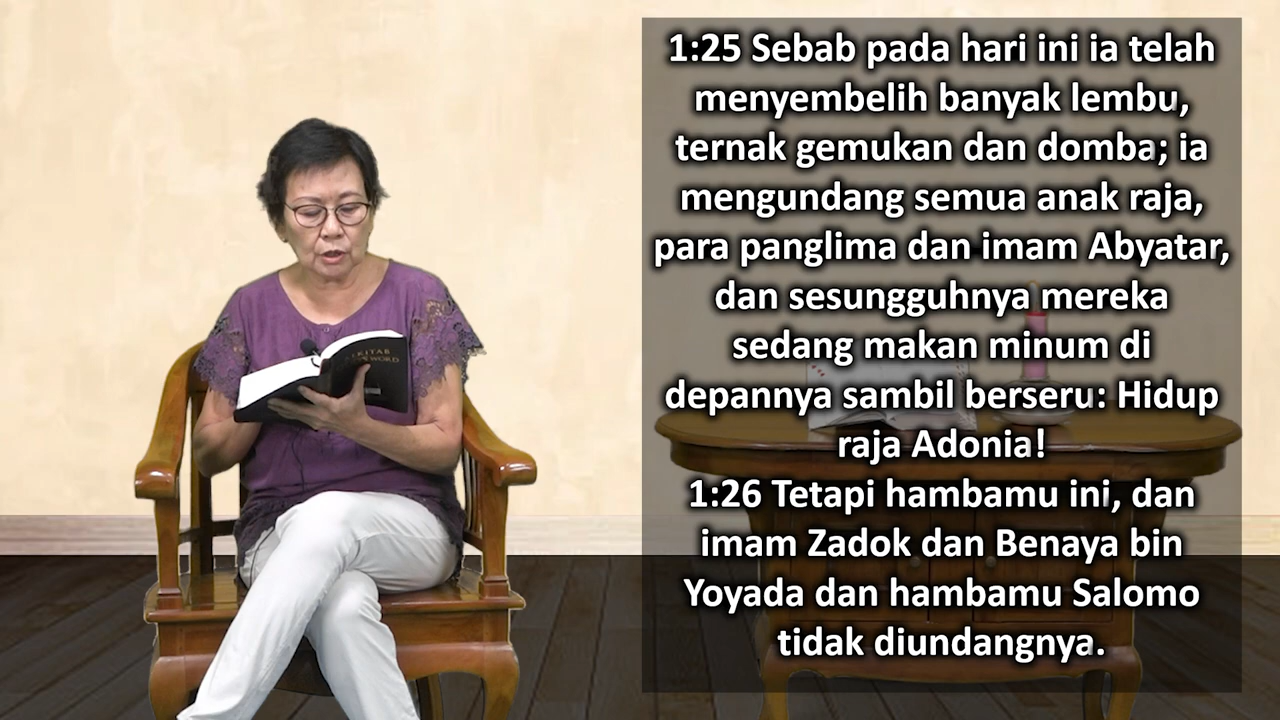 ALKITAB
WORD
1:25 Sebab pada hari ini ia telah
menyembelih banyak lembu,
ternak gemukan dan domba; ia
mengundang semua anak raja,
para panglima dan imam Abyatar,
dan sesungguhnya mereka
sedang makan minum di
depannya sambil berseru: Hidup
raja Adonia!
1:26 Tetapi hambamu ini, dan
imam Zadok dan Benaya bin
Yoyada dan hambamu Salomo
tidak diundangnya.